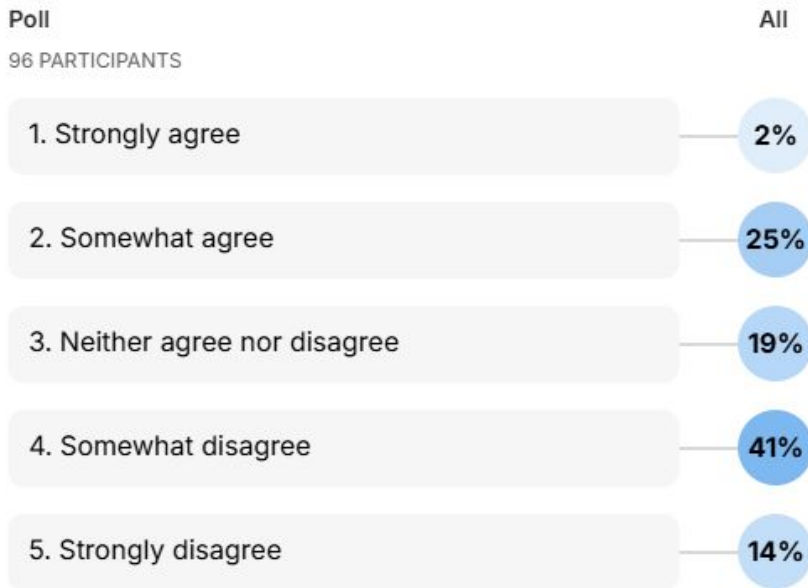 Poll All
96 PARTICIPANTS
1. Strongly agree 2%
2. Somewhat agree 25%
3. Neither agree nor disagree 19%
4. Somewhat disagree 41%
5. Strongly disagree 14%